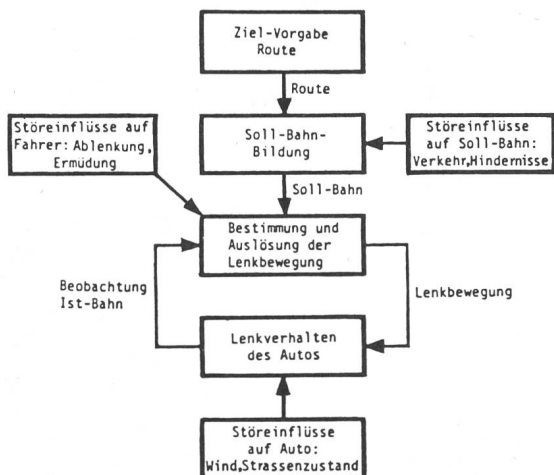 Ziel-Vorgabe
Route
Route
Störeinflüsse auf
Fahrer: Ablenkung,
Ermüdung
Soll-Bahn-
Bildung
Störeinflüsse
auf Soll-Bahn:
Verkehr,Hindernisse
Soll-Bahn
Bestimmung und
Auslösung der
Lenkbewegung
Beobachtung
Ist-Bahn
Lenkbewegung
Lenkverhalten
des Autos
Störeinflüsse
auf Auto:
Wind,Strassenzustand